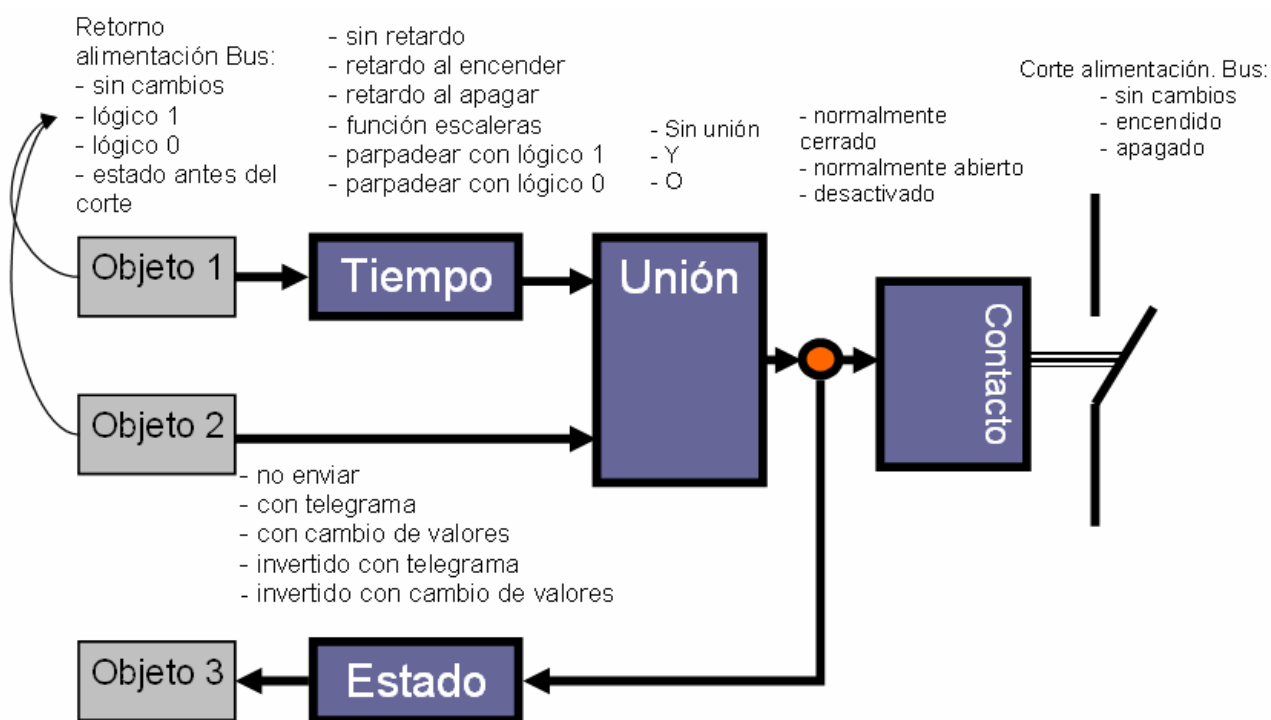 Retorno
alimentación Bus:
- sin cambios
- lógico 1
- lógico 0
- estado antes del
corte
- sin retardo
- retardo al encender
- retardo al apagar
- función escaleras
- parpadear con lógico 1
- parpadear con lógico 0
- Sin unión
- Y
- O
- normalmente
cerrado
- normalmente abierto
- desactivado
Corte alimentación. Bus:
- sin cambios
- encendido
- apagado
Objeto 1
Tiempo
Unión
Contacto
Objeto 2
- no enviar
- con telegrama
- con cambio de valores
- invertido con telegrama
- invertido con cambio de valores
Objeto 3
Estado